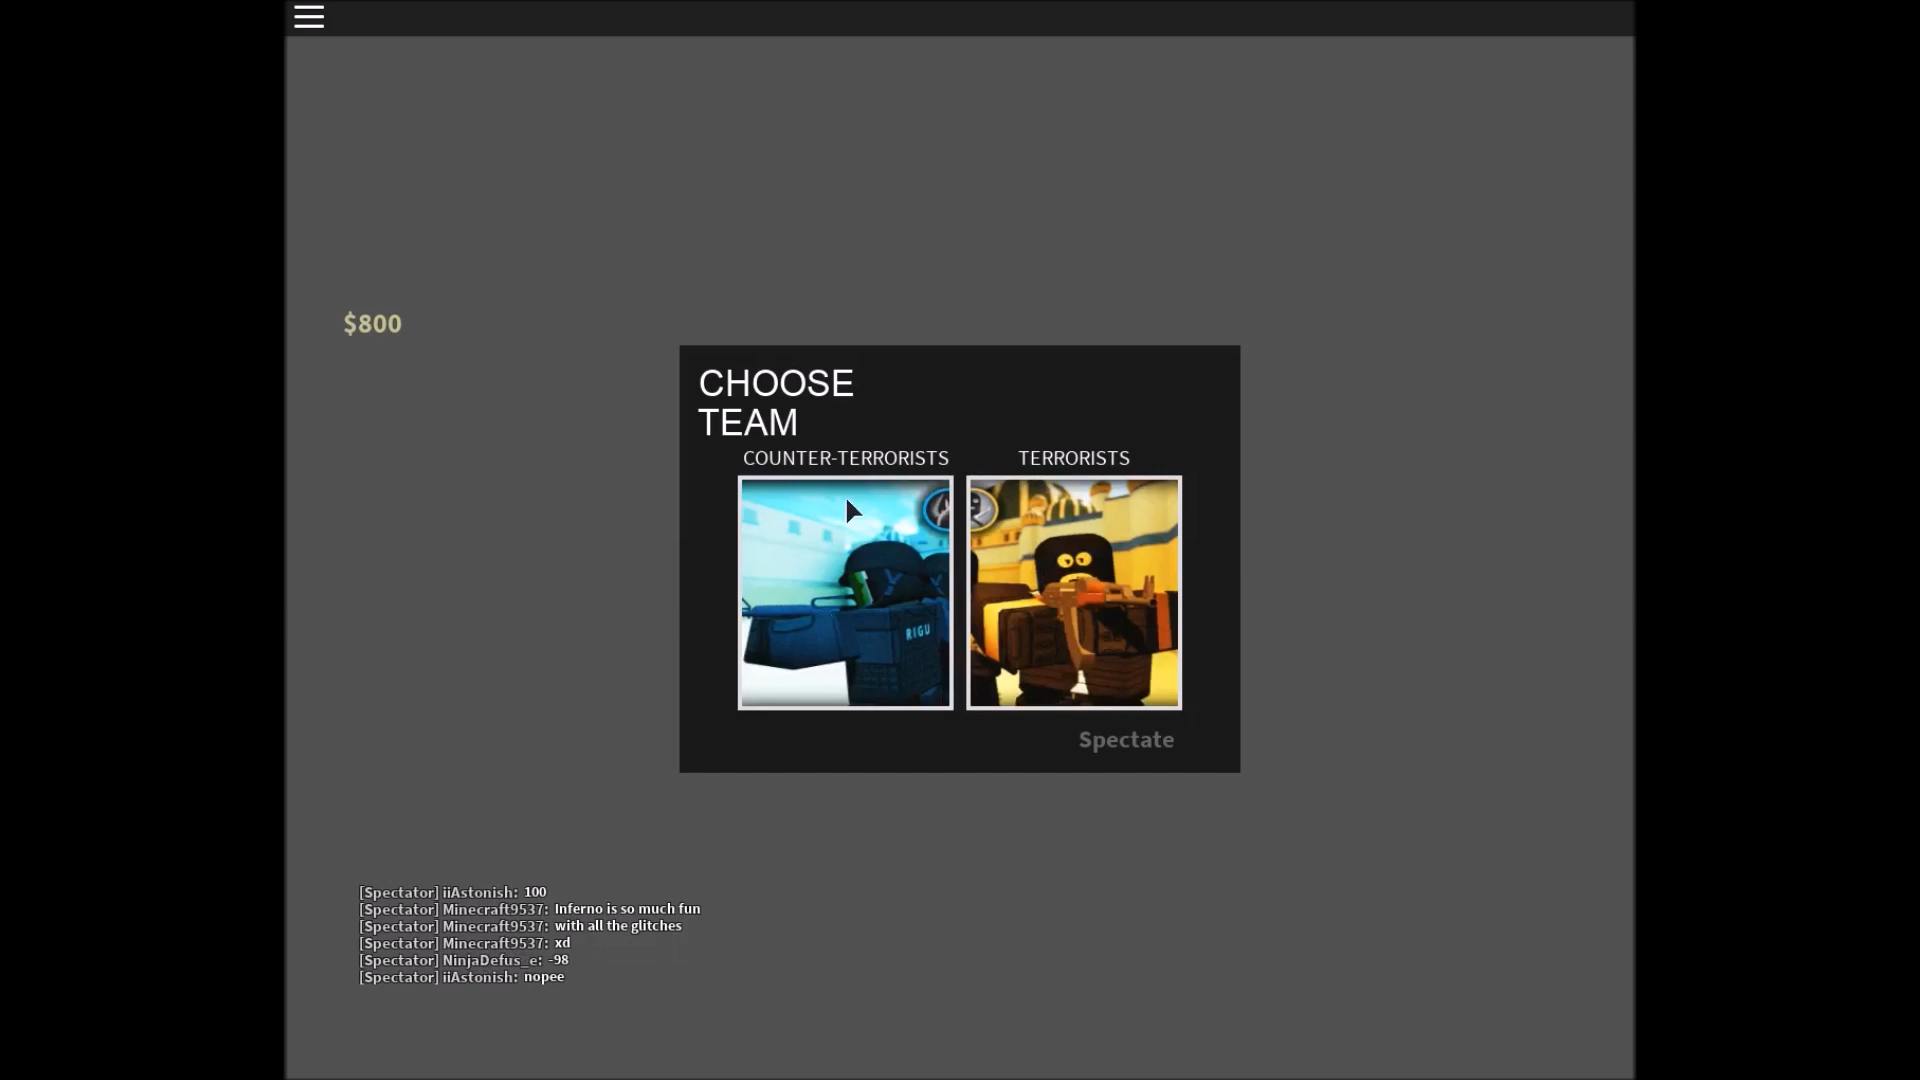 $800
CHOOSE
TEAM
COUNTER-TERRORISTS
TERRORISTS
RIGU
Spectate
[Spectator] iiAstonish: 100
[Spectator] Minecraft9537: Inferno is so much fun
[Spectator] Minecraft9537: with all the glitches
[Spectator] Minecraft9537: xd
[Spectator] NinjaDefus_e: -98
[Spectator] iiAstonish: nopee